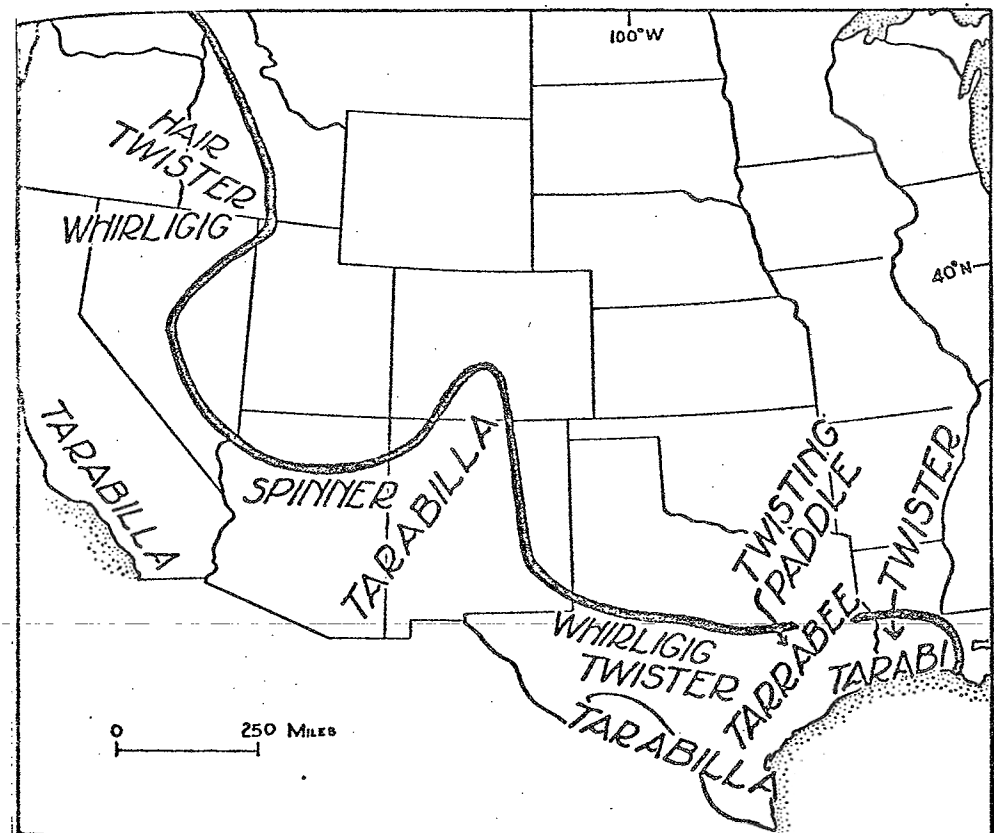 100°W
HAIR
TWISTER
WHIRLIGIG
40°N
TARABILLA
SPINNER
TARABILLA
TWISTING
PADDLE
TWISTER
WHIRLIGIG
TWISTER
TARRABEE
TARABI
TARABILLA
0 250 MILES